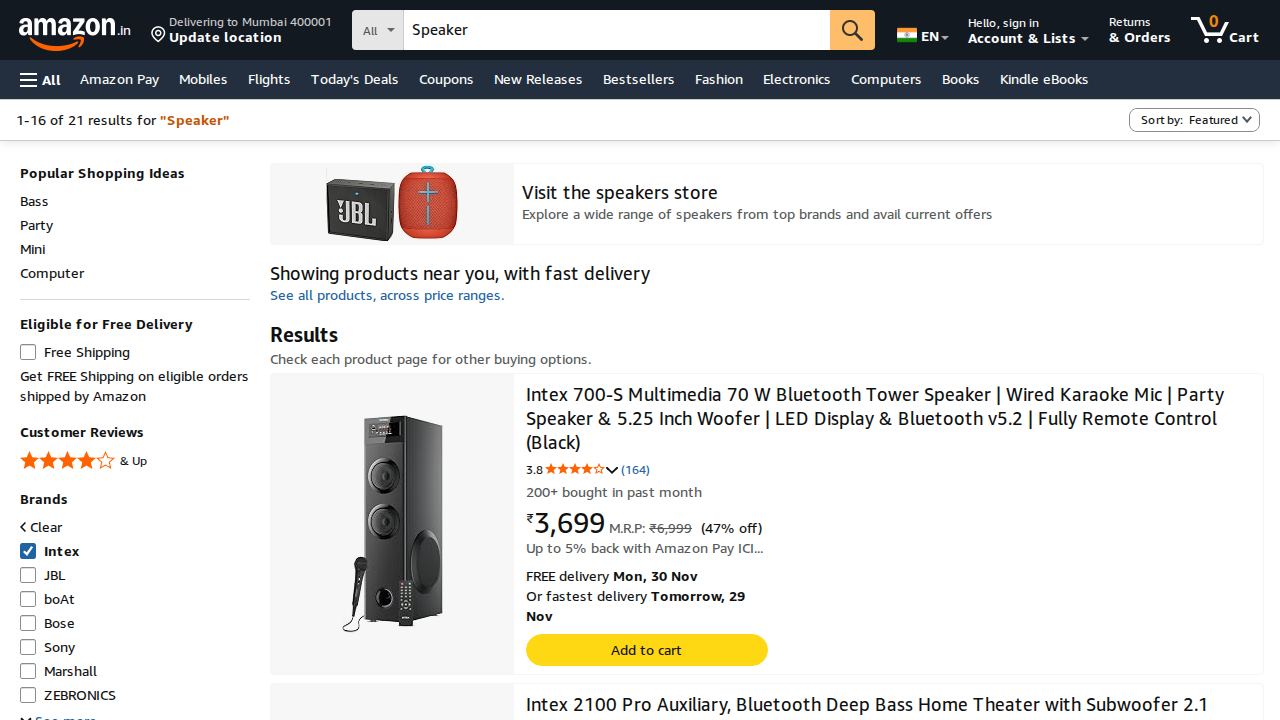 amazon.in
Delivering to Mumbai 400001
Update location
All
Speaker
EN
Hello, sign in
Account & Lists
Returns
& Orders
0
Cart
All
Amazon Pay
Mobiles
Flights
Today's Deals
Coupons
New Releases
Bestsellers
Fashion
Electronics
Computers
Books
Kindle eBooks
1-16 of 21 results for "Speaker"
Sort by: Featured
Popular Shopping Ideas
Bass
Party
Mini
Computer
Eligible for Free Delivery
Free Shipping
Get FREE Shipping on eligible orders
shipped by Amazon
Customer Reviews
& Up
Brands
Clear
Intex
JBL
boAt
Bose
Sony
Marshall
ZEBRONICS
See more
JBL
Visit the speakers store
Explore a wide range of speakers from top brands and avail current offers
Showing products near you, with fast delivery
See all products, across price ranges.
Results
Check each product page for other buying options.
Intex 700-S Multimedia 70 W Bluetooth Tower Speaker | Wired Karaoke Mic | Party
Speaker & 5.25 Inch Woofer | LED Display & Bluetooth v5.2 | Fully Remote Control
(Black)
3.8 (164)
200+ bought in past month
₹3,699 M.R.P: ₹6,999 (47% off)
Up to 5% back with Amazon Pay ICI...
FREE delivery Mon, 30 Nov
Or fastest delivery Tomorrow, 29
Nov
Add to cart
Intex 2100 Pro Auxiliary, Bluetooth Deep Bass Home Theater with Subwoofer 2.1